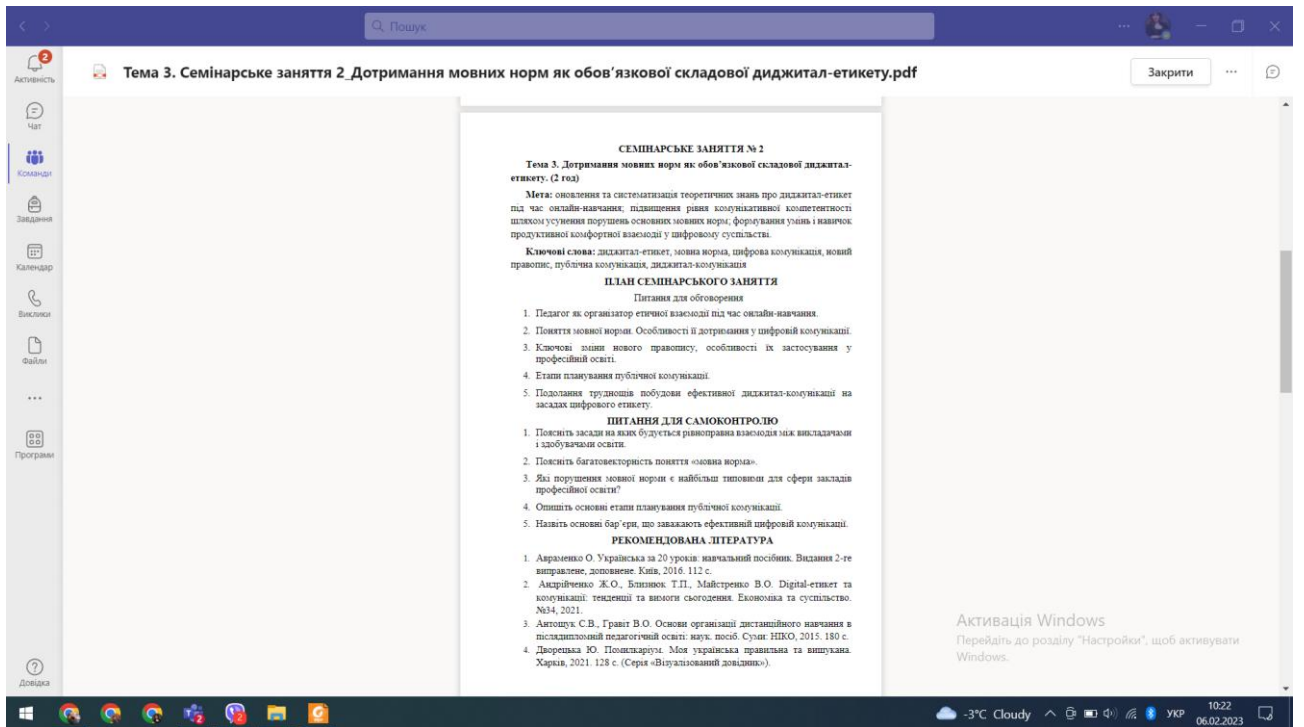 Пошук
2
Активність
Чат
Команди
Завдання
Календар
Виклики
Файли
Програми
Довідка
Тема 3. Семінарське заняття 2_Дотримання мовних норм як обов’язкової складової диджитал-етикету.pdf
Закрити
СЕМІНАРСЬКЕ ЗАНЯТТЯ № 2
Тема 3. Дотримання мовних норм як обов’язкової складової диджитал-
етикету. (2 год)
Мета: оновлення та систематизація теоретичних знань про диджитал-етикет
під час онлайн-навчання; підвищення рівня комунікативної компетентності
шляхом усунення порушень основних мовних норм; формування умінь і навичок
продуктивної комфортної взаємодії у цифровому суспільстві.
Ключові слова: диджитал-етикет, мовна норма, цифрова комунікація, новий
правопис, публічна комунікація, диджитал-комунікація
ПЛАН СЕМІНАРСЬКОГО ЗАНЯТТЯ
Питання для обговорення
1. Педагог як організатор етичної взаємодії під час онлайн-навчання.
2. Поняття мовної норми. Особливості її дотримання у цифровій комунікації.
3. Ключові зміни нового правопису, особливості їх застосування у
професійній освіті.
4. Етапи планування публічної комунікації.
5. Подолання труднощів побудови ефективної диджитал-комунікації на
засадах цифрового етикету.
ПИТАННЯ ДЛЯ САМОКОНТРОЛЮ
1. Поясніть засади на яких будується рівноправна взаємодія між викладачами
і здобувачами освіти.
2. Поясніть багатовекторність поняття «мовна норма».
3. Які порушення мовної норми є найбільш типовими для сфери закладів
професійної освіти?
4. Опишіть основні етапи планування публічної комунікації.
5. Назвіть основні бар’єри, що заважають ефективній цифровій комунікації.
РЕКОМЕНДОВАНА ЛІТЕРАТУРА
1. Авраменко О. Українська за 20 уроків: навчальний посібник. Видання 2-ге
виправлене, доповнене. Київ, 2016. 112 с.
2. Андрійченко Ж.О., Близнюк Т.П., Майстренко В.О. Digital-етикет та
комунікації: тенденції та вимоги сьогодення. Економіка та суспільство.
№34, 2021.
3. Антощук С.В., Гравіт В.О. Основи організації дистанційного навчання в
післядипломній педагогічній освіті: наук. посіб. Суми: НІКО, 2015. 180 с.
4. Дворецька Ю. Помилкаріум. Моя українська правильна та вишукана.
Харків, 2021. 128 с. (Серія «Візуалізований довідник»).
Активація Windows
Перейдіть до розділу "Настройки", щоб активувати
Windows.
-3°C Cloudy
УКР
10:22
06.02.2023